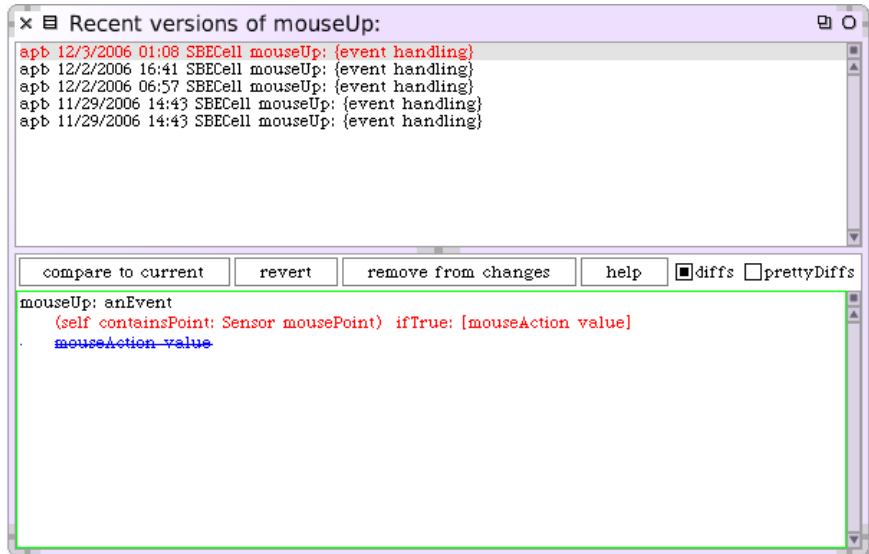 Recent versions of mouseUp:
apb 12/3/2006 01:08 SBECell mouseUp: {event handling}
apb 12/2/2006 16:41 SBECell mouseUp: {event handling}
apb 12/2/2006 06:57 SBECell mouseUp: {event handling}
apb 11/29/2006 14:43 SBECell mouseUp: {event handling}
apb 11/29/2006 14:43 SBECell mouseUp: {event handling}
compare to current revert remove from changes help diffs prettyDiffs
mouseUp: anEvent
(self containsPoint: Sensor mousePoint) ifTrue: [mouseAction value]
mouseAction value